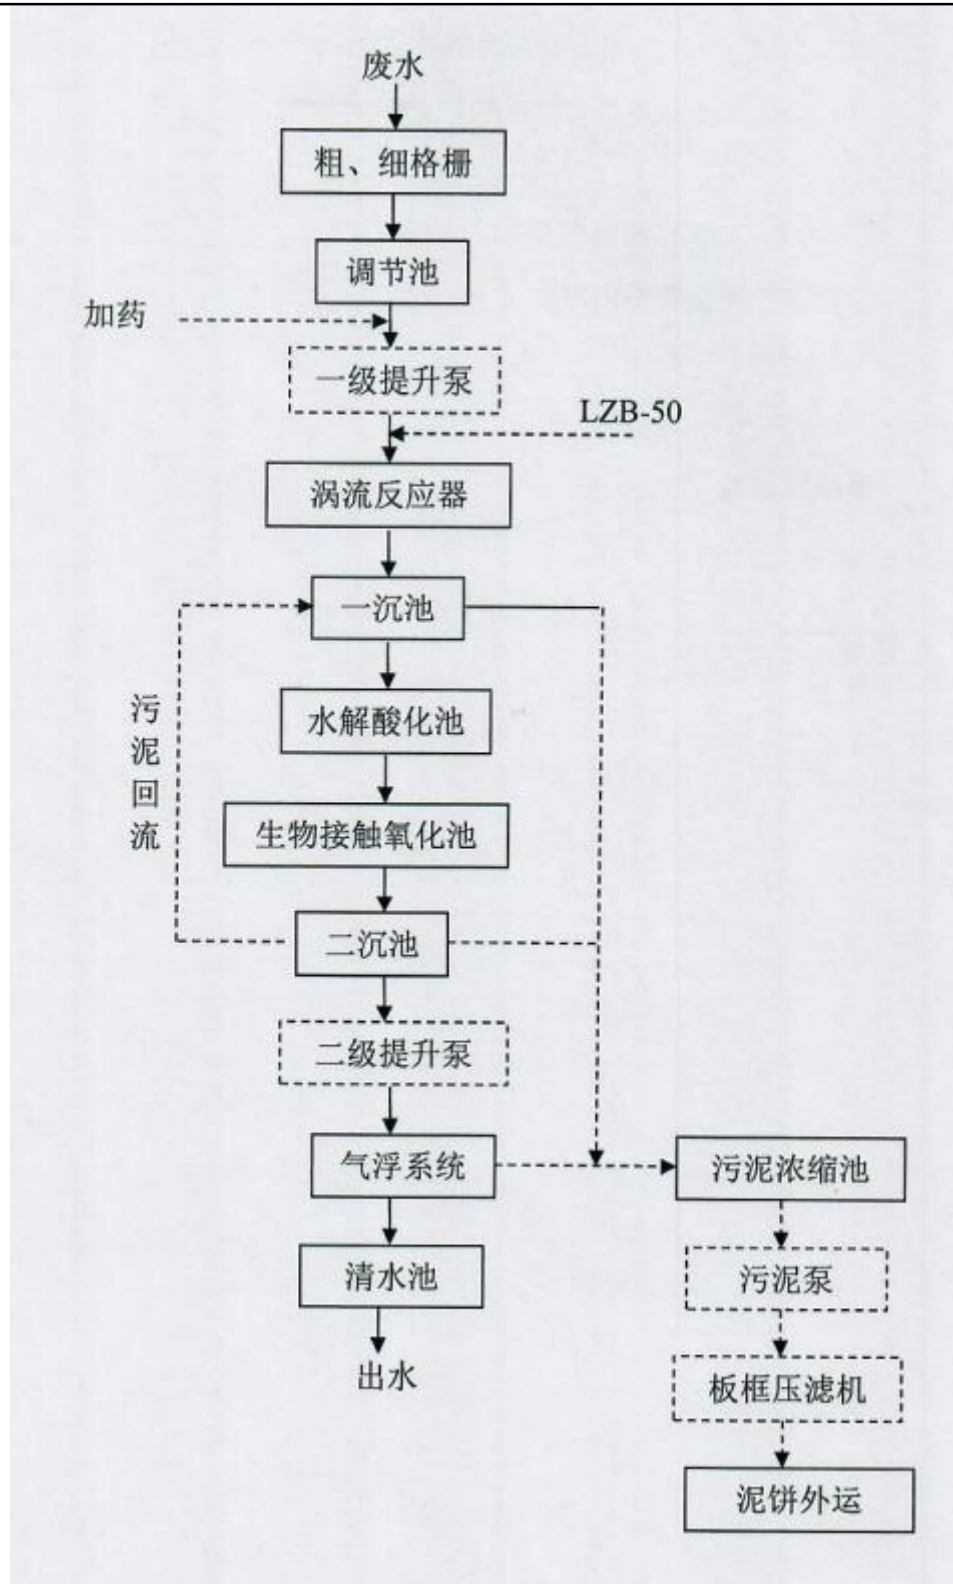 废水
粗、细格栅
调节池
加药
一级提升泵
LZB-50
涡流反应器
一沉池
水解酸化池
污泥回流
生物接触氧化池
二沉池
二级提升泵
气浮系统
污泥浓缩池
清水池
污泥泵
出水
板框压滤机
泥饼外运